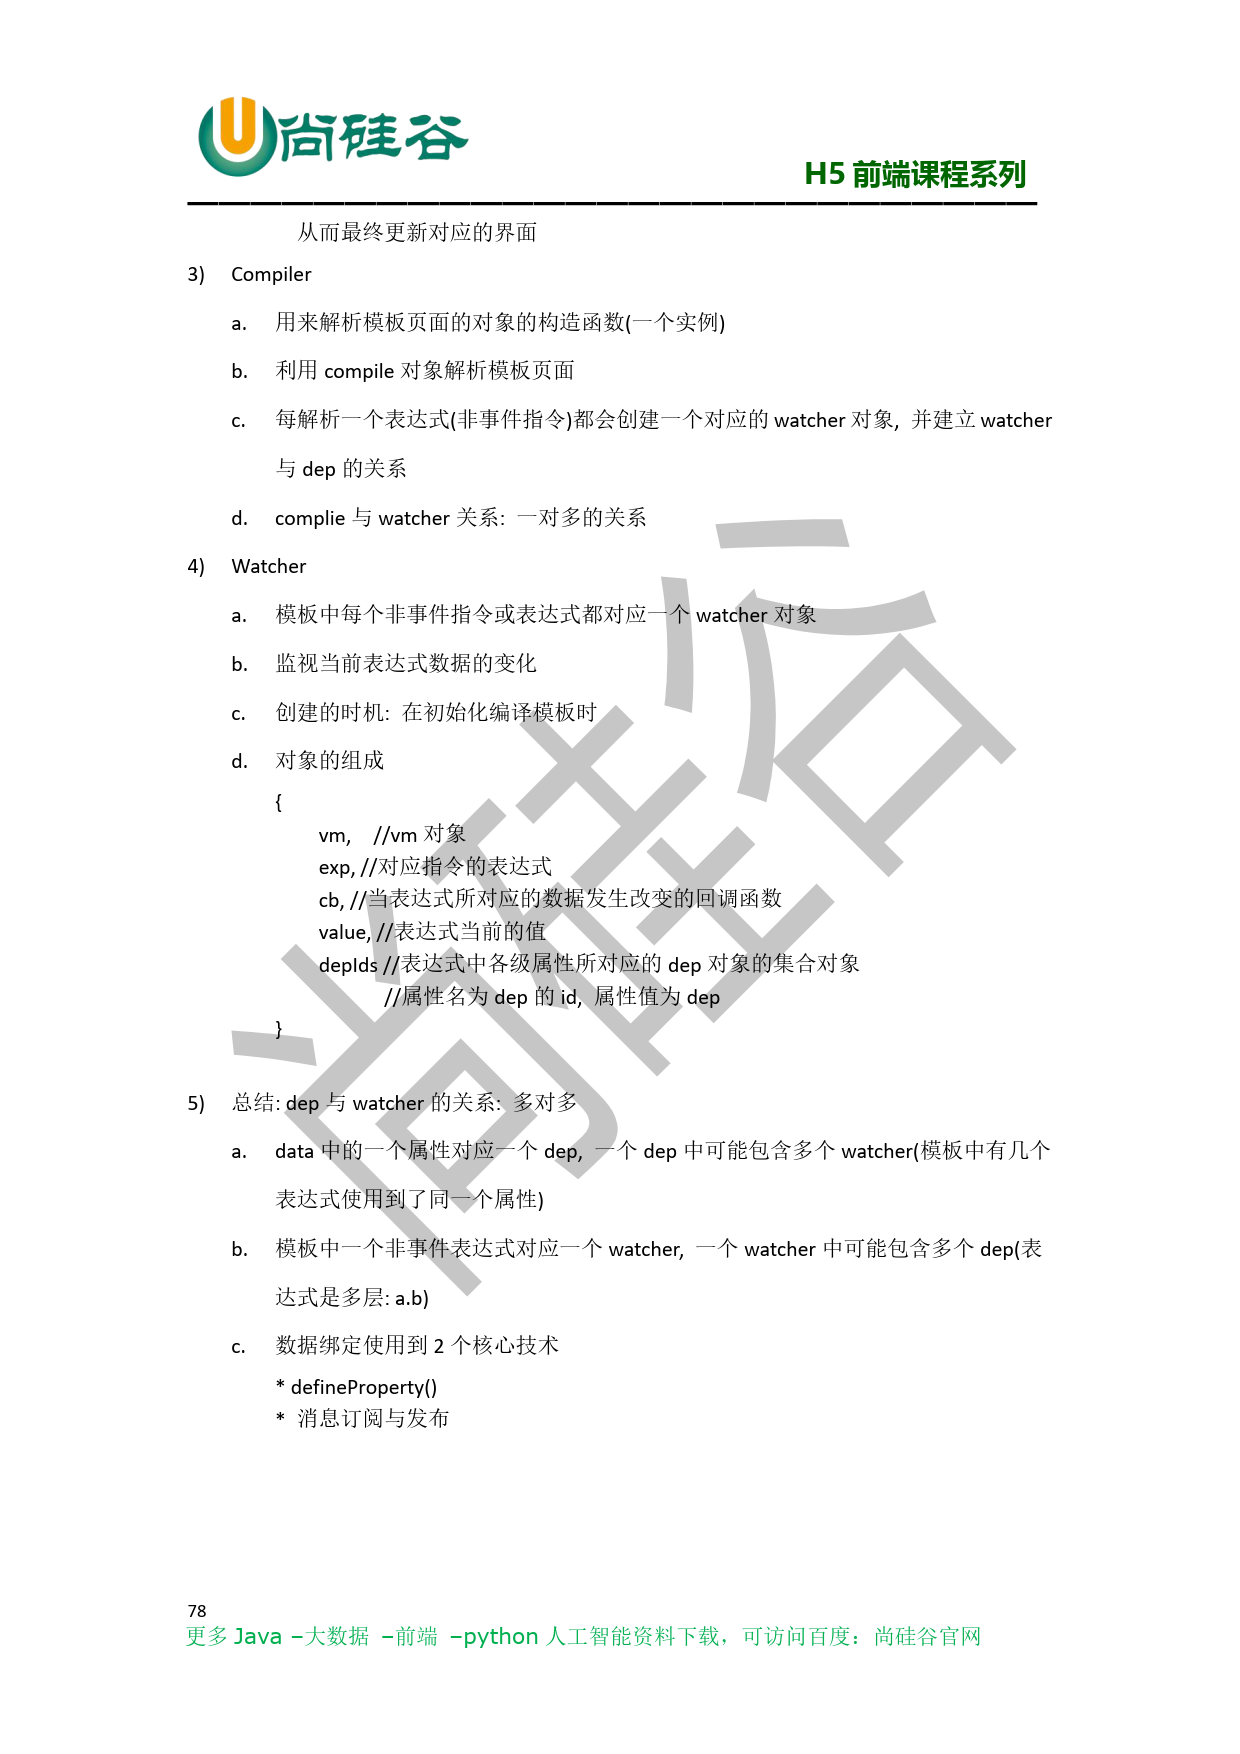 尚硅谷
H5 前端课程系列
从而最终更新对应的界面
3) Compiler
a. 用来解析模板页面的对象的构造函数(一个实例)
b. 利用 compile 对象解析模板页面
c. 每解析一个表达式(非事件指令)都会创建一个对应的 watcher 对象, 并建立 watcher
与 dep 的关系
d. complie 与 watcher 关系: 一对多的关系
4) Watcher
a. 模板中每个非事件指令或表达式都对应一个 watcher 对象
b. 监视当前表达式数据的变化
c. 创建的时机: 在初始化编译模板时
d. 对象的组成
{
vm, //vm 对象
exp, //对应指令的表达式
cb, //当表达式所对应的数据发生改变的回调函数
value, //表达式当前的值
depIds //表达式中各级属性所对应的 dep 对象的集合对象
//属性名为 dep 的 id, 属性值为 dep
}
5) 总结: dep 与 watcher 的关系: 多对多
a. data 中的一个属性对应一个 dep, 一个 dep 中可能包含多个 watcher(模板中有几个
表达式使用到了同一个属性)
b. 模板中一个非事件表达式对应一个 watcher, 一个 watcher 中可能包含多个 dep(表
达式是多层: a.b)
c. 数据绑定使用到 2 个核心技术
* defineProperty()
* 消息订阅与发布
尚硅谷
78
更多 Java –大数据 –前端 –python 人工智能资料下载，可访问百度：尚硅谷官网